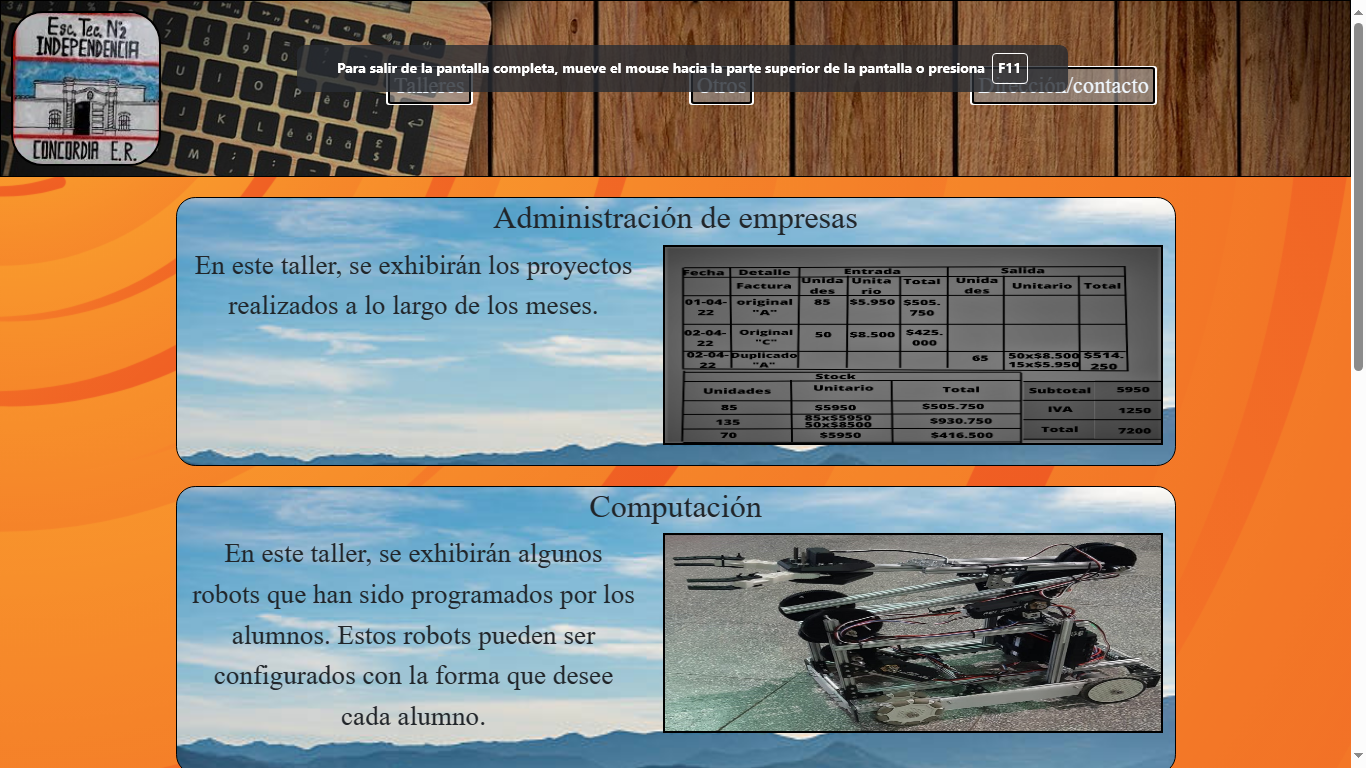 Esc. Tec. Nº2
INDEPENDENCIA
CONCORDIA E.R.
Para salir de la pantalla completa, mueve el mouse hacia la parte superior de la pantalla o presiona F11
Talleres
Otros
Dirección/contacto
Administración de empresas
En este taller, se exhibirán los proyectos
realizados a lo largo de los meses.
Fecha Detalle Entrada Salida
Factura Unida des Unita rio Total Unida des Unitario Total
01-04-22 original "A" 85 $5.950 $505.750
02-04-22 Original "C" 50 $8.500 $425.000
02-04-22 Duplicado "A" 65 50x$8.500 15x$5.950 $514.250
Stock
Unidades Unitario Total
85 $5950 $505.750
135 85x$5950 50x$8500 $930.750
70 $5950 $416.500
Subtotal 5950
IVA 1250
Total 7200
Computación
En este taller, se exhibirán algunos
robots que han sido programados por los
alumnos. Estos robots pueden ser
configurados con la forma que desee
cada alumno.